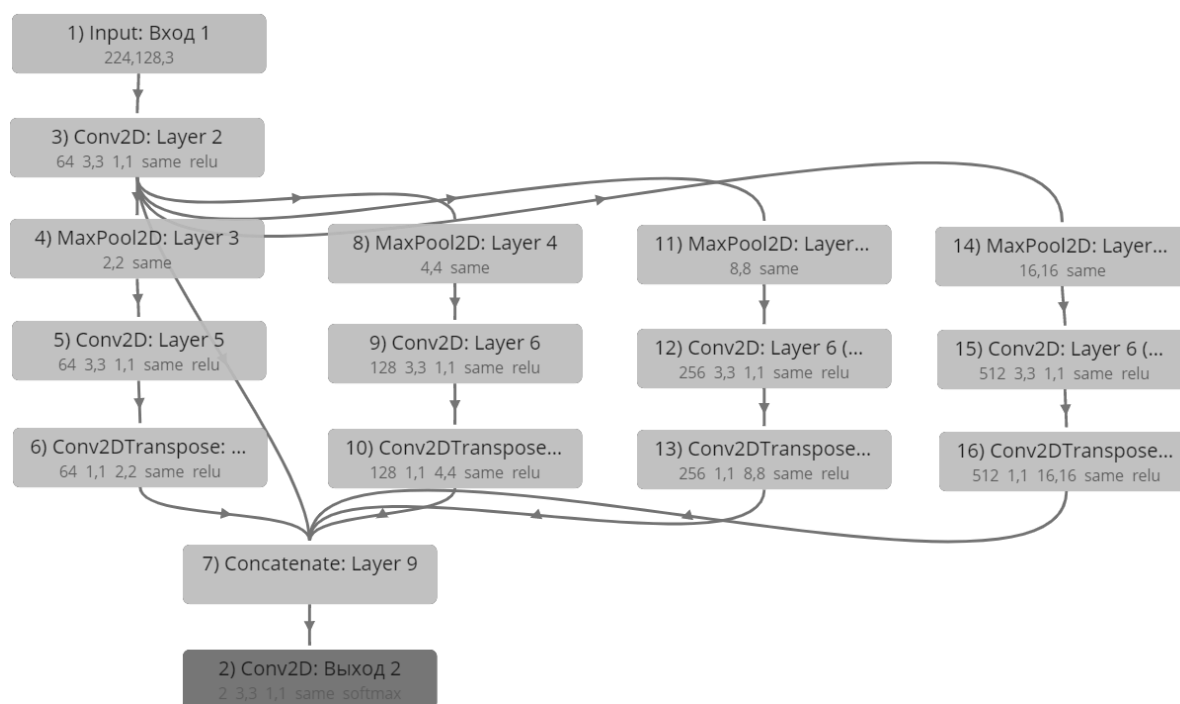 1) Input: Вход 1
224,128,3
3) Conv2D: Layer 2
64 3,3 1,1 same relu
4) MaxPool2D: Layer 3
2,2 same
8) MaxPool2D: Layer 4
4,4 same
11) MaxPool2D: Layer...
8,8 same
14) MaxPool2D: Layer...
16,16 same
5) Conv2D: Layer 5
64 3,3 1,1 same relu
9) Conv2D: Layer 6
128 3,3 1,1 same relu
12) Conv2D: Layer 6 (...
256 3,3 1,1 same relu
15) Conv2D: Layer 6 (...
512 3,3 1,1 same relu
6) Conv2DTranspose: ...
64 1,1 2,2 same relu
10) Conv2DTranspose...
128 1,1 4,4 same relu
13) Conv2DTranspose...
256 1,1 8,8 same relu
16) Conv2DTranspose...
512 1,1 16,16 same relu
7) Concatenate: Layer 9
2) Conv2D: Выход 2
2 3,3 1,1 same softmax